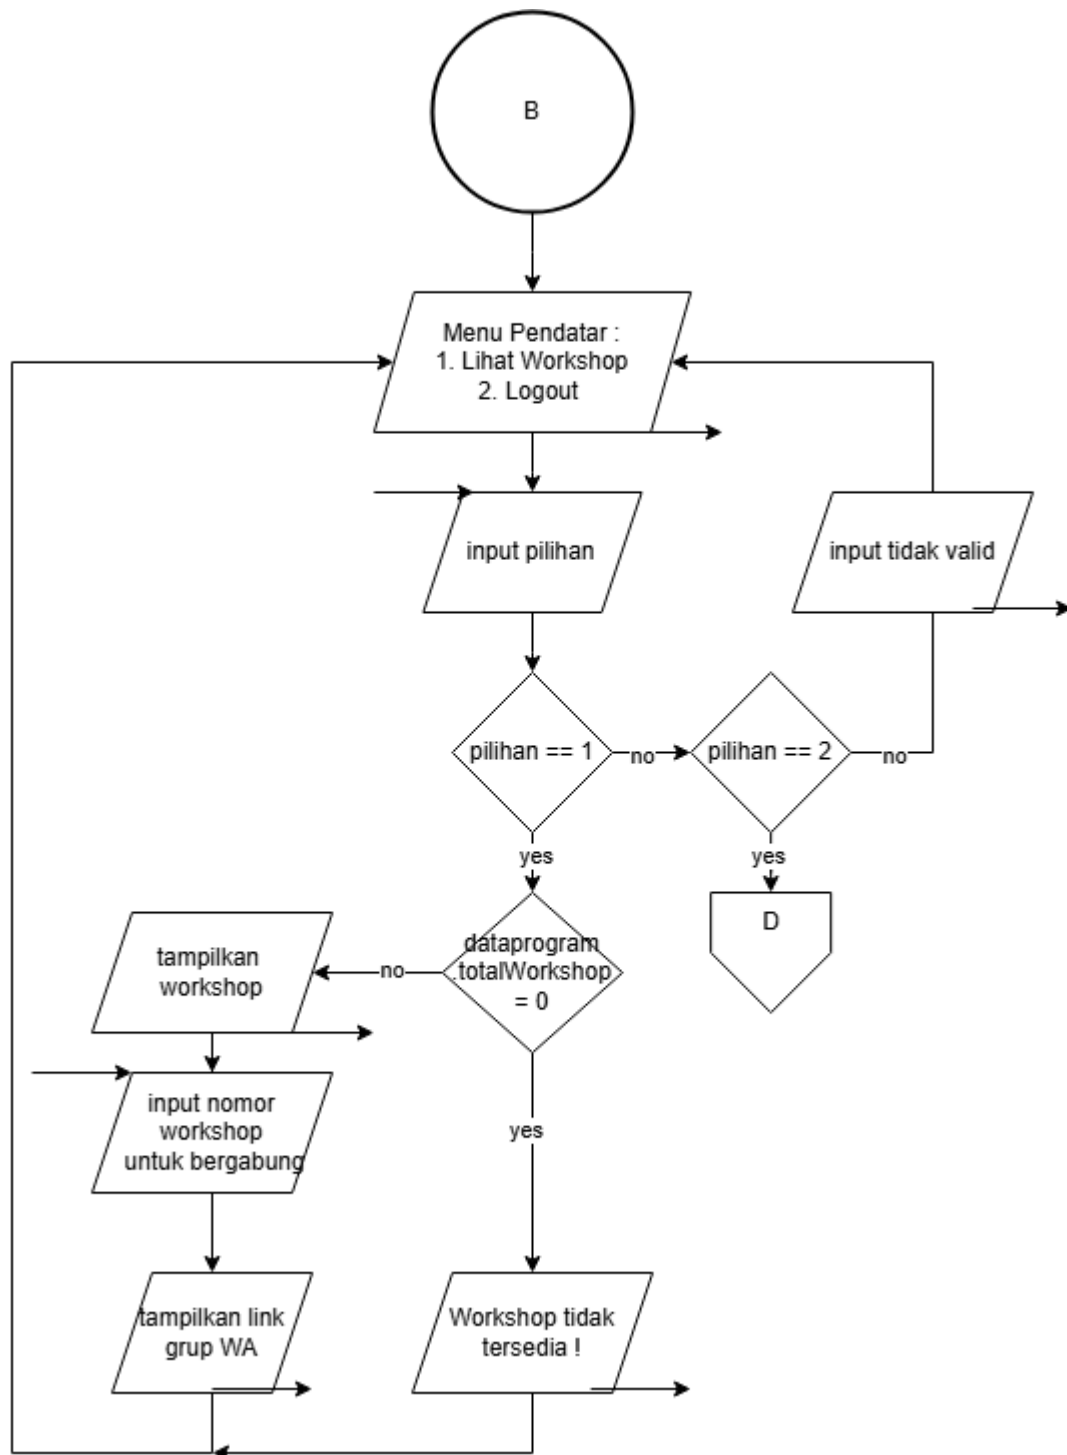 B
Menu Pendatar :
1. Lihat Workshop
2. Logout
input pilihan
input tidak valid
pilihan == 1
no
pilihan == 2
no
yes
yes
dataprogram
.totalWorkshop
= 0
D
no
tampilkan
workshop
input nomor
workshop
untuk bergabung
yes
tampilkan link
grup WA
Workshop tidak
tersedia !